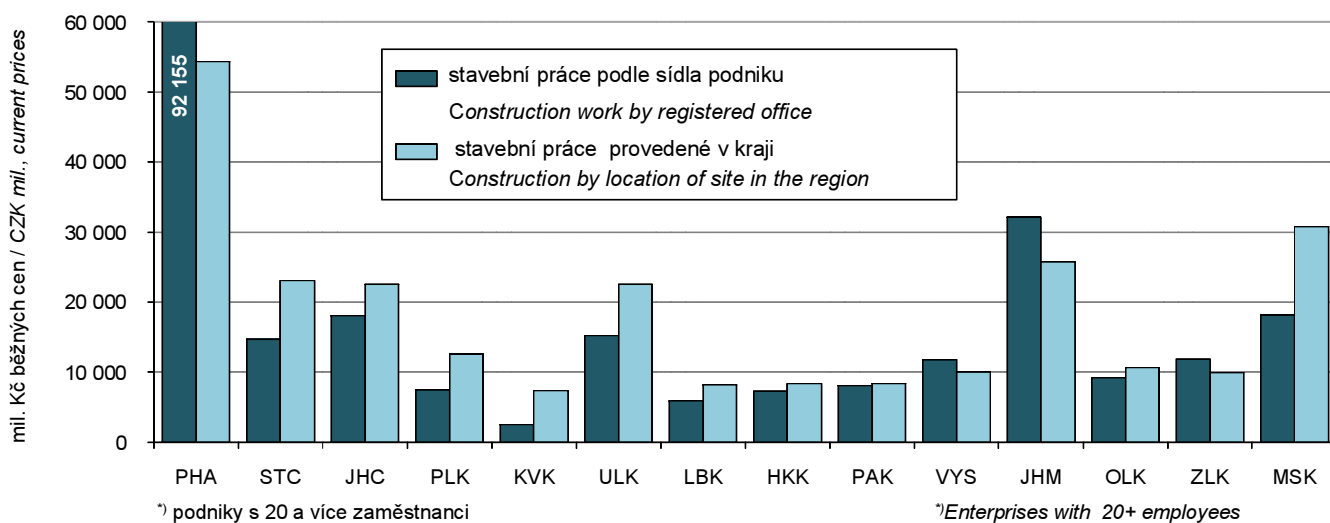 mil. Kč běžných cen / CZK mil., current prices
60 000
50 000
40 000
30 000
20 000
10 000
0
92 155
stavební práce podle sídla podniku
Construction work by registered office
stavební práce provedené v kraji
Construction by location of site in the region
PHA STC JHC PLK KVK ULK LBK HKK PAK VYS JHM OLK ZLK MSK
*) podniky s 20 a více zaměstnanci
*)Enterprises with 20+ employees